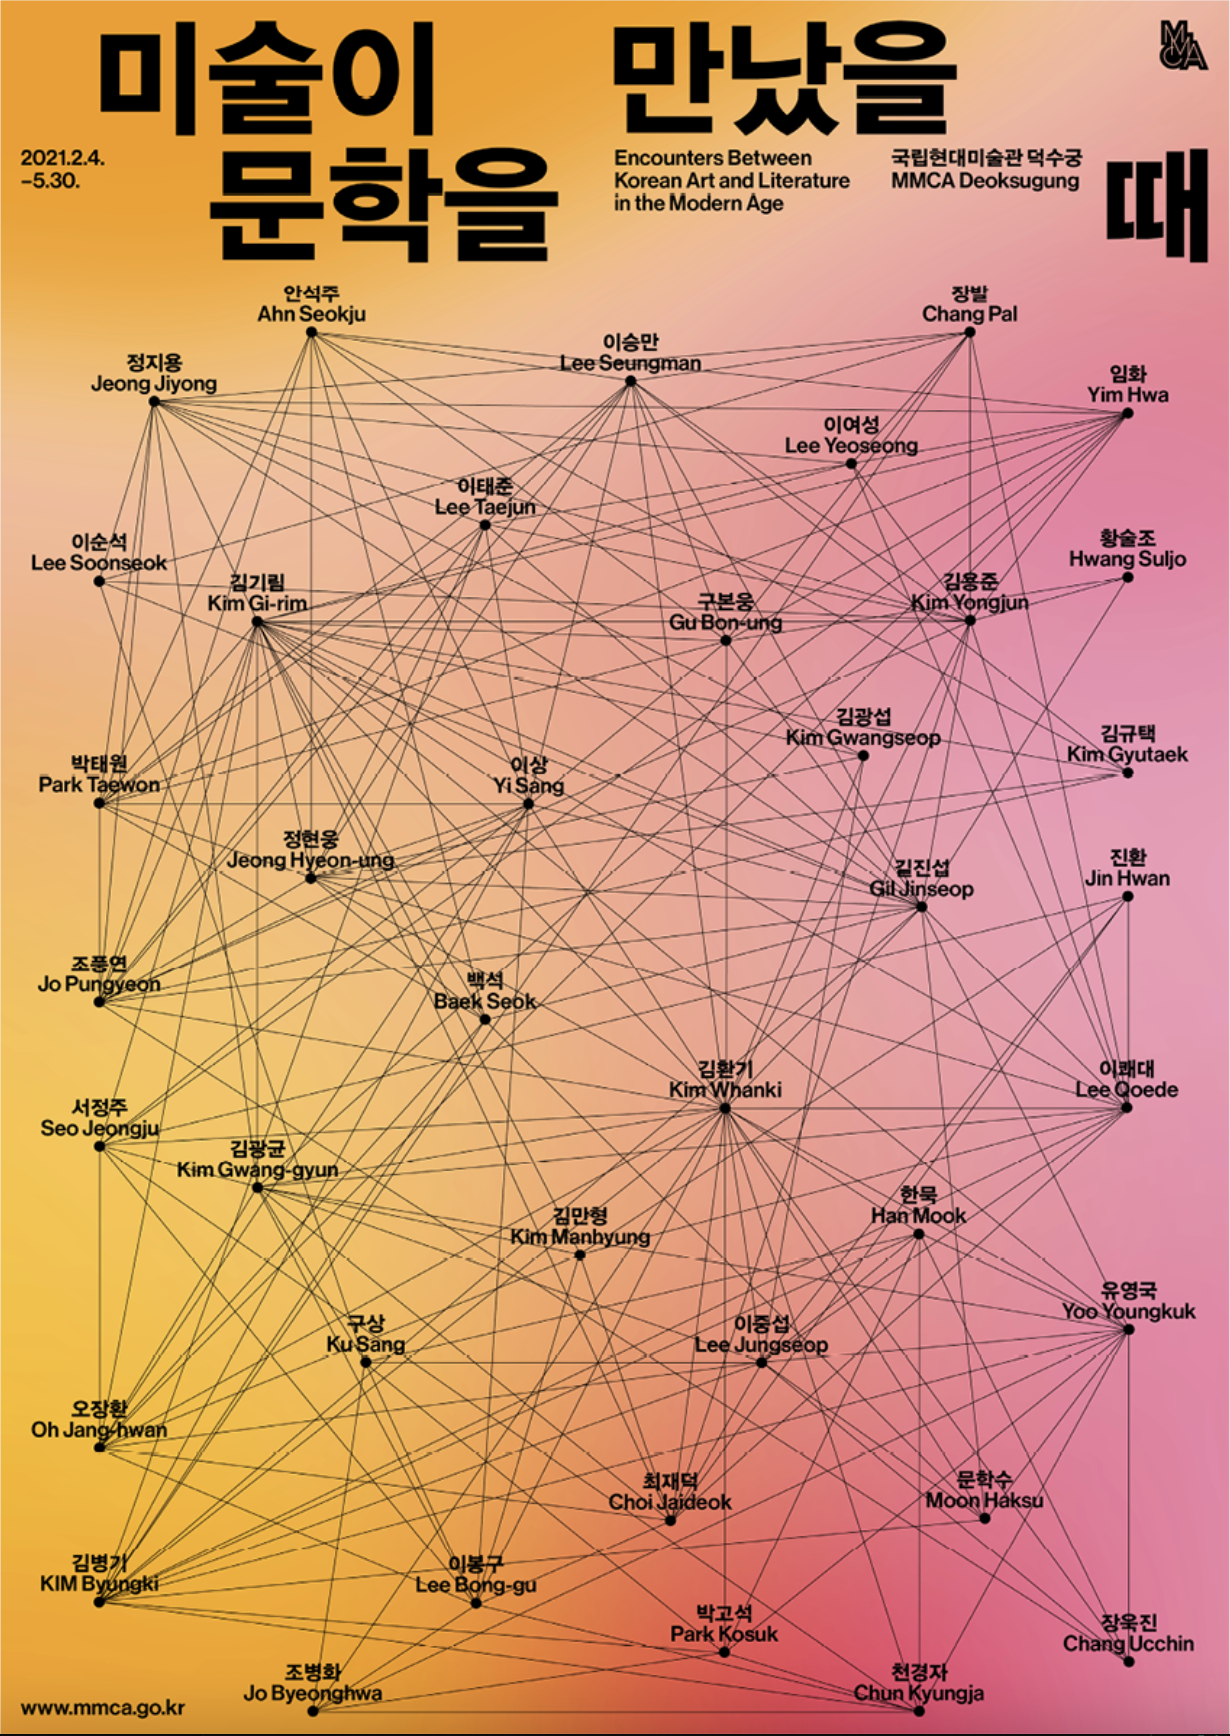 미술이 만났을
문학을 때
MMCA
2021.2.4.
–5.30.
Encounters Between
Korean Art and Literature
in the Modern Age
국립현대미술관 덕수궁
MMCA Deoksugung
안석주
Ahn Seokju
장발
Chang Pal
이승만
Lee Seungman
정지용
Jeong Jiyong
임화
Yim Hwa
이여성
Lee Yeoseong
이태준
Lee Taejun
이순석
Lee Soonseok
황술조
Hwang Suljo
김기림
Kim Gi-rim
김용준
Kim Yongjun
구본웅
Gu Bon-ung
김광섭
Kim Gwangseop
김규택
Kim Gyutaek
박태원
Park Taewon
이상
Yi Sang
정현웅
Jeong Hyeon-ung
진환
Jin Hwan
길진섭
Gil Jinseop
조풍연
Jo Pungyeon
백석
Baek Seok
김환기
Kim Whanki
이쾌대
Lee Qoede
서정주
Seo Jeongju
김광균
Kim Gwang-gyun
한묵
Han Mook
김만형
Kim Manhyung
유영국
Yoo Youngkuk
구상
Ku Sang
이중섭
Lee Jungseop
오장환
Oh Jang-hwan
최재덕
Choi Jaideok
문학수
Moon Haksu
김병기
KIM Byungki
이봉구
Lee Bong-gu
박고석
Park Kosuk
장욱진
Chang Ucchin
조병화
Jo Byeonghwa
천경자
Chun Kyungja
www.mmca.go.kr